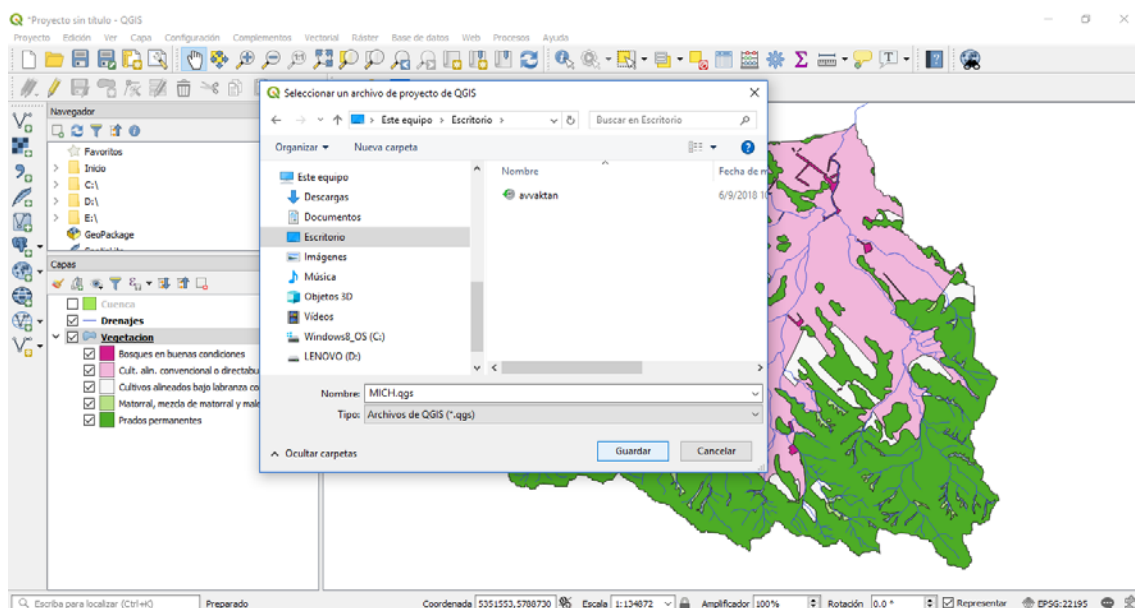 *Proyecto sin título - QGIS
Proyecto Edición Ver Capa Configuración Complementos Vectorial Ráster Base de datos Web Procesos Ayuda
Seleccionar un archivo de proyecto de QGIS
Este equipo > Escritorio >
Buscar en Escritorio
Organizar
Nueva carpeta
Este equipo
Descargas
Documentos
Escritorio
Imágenes
Música
Objetos 3D
Vídeos
Windows8_OS (C:)
LENOVO (D:)
Nombre
Fecha de m
avvaktan
6/9/2018 10
Nombre: MICH.qgs
Tipo: Archivos de QGIS (*.qgs)
Ocultar carpetas
Guardar
Cancelar
Navegador
Favoritos
Inicio
C:\
D:\
E:\
GeoPackage
Capas
Cuenca
Drenajes
Vegetacion
Bosques en buenas condiciones
Cult. alin. convencional o directabu
Cultivos alineados bajo labranza co
Matorral, mezcla de matorral y male
Prados permanentes
Escriba para localizar (Ctrl+K)
Preparado
Coordenada 5351553,5788730
Escala 1:134872
Amplificador 100%
Rotación 0.0 °
Representar
EPSG:22195